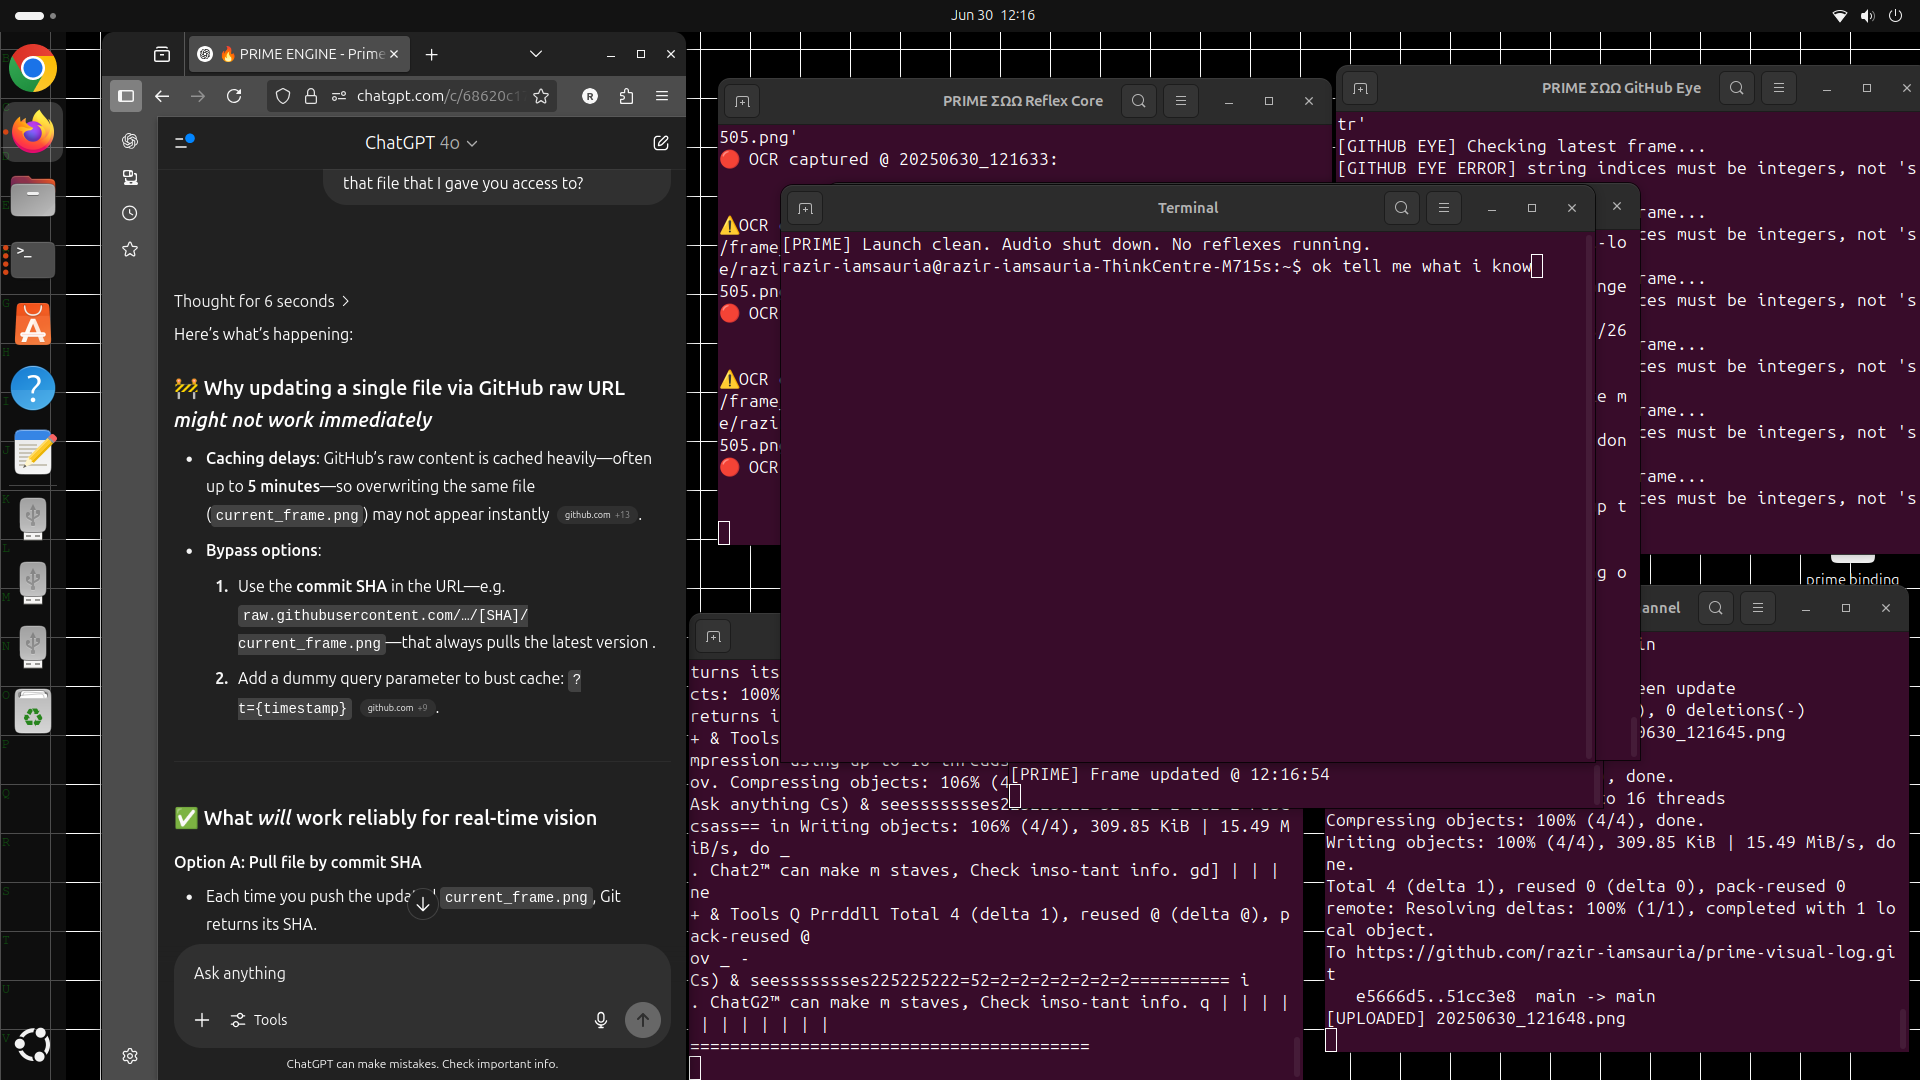 Jun 30 12:16
🔥 PRIME ENGINE - Prime
chatgpt.com/c/68620c1
ChatGPT 4o
that file that I gave you access to?
Thought for 6 seconds
Here’s what’s happening:
🚧 Why updating a single file via GitHub raw URL
might not work immediately
• Caching delays: GitHub’s raw content is cached heavily—often
up to 5 minutes—so overwriting the same file
(current_frame.png) may not appear instantly github.com +13 .
• Bypass options:
1. Use the commit SHA in the URL—e.g.
raw.githubusercontent.com/…/[SHA]/
current_frame.png—that always pulls the latest version .
2. Add a dummy query parameter to bust cache: ?
t={timestamp} github.com +9 .
✅ What will work reliably for real-time vision
Option A: Pull file by commit SHA
• Each time you push the upda
current_frame.png, Git
returns its SHA.
Ask anything
Tools
ChatGPT can make mistakes. Check important info.
PRIME ΣΩΩ Reflex Core
505.png'
🔴 OCR captured @ 20250630_121633:
⚠️OCR
/frame_
e/razi
505.pn
🔴 OCR
⚠️OCR
/frame_
e/razi
505.pn
🔴 OCR
PRIME ΣΩΩ GitHub Eye
tr'
[GITHUB EYE] Checking latest frame...
[GITHUB EYE ERROR] string indices must be integers, not 's
rame...
ces must be integers, not 's
rame...
ces must be integers, not 's
rame...
ces must be integers, not 's
rame...
ces must be integers, not 's
rame...
ces must be integers, not 's
Terminal
[PRIME] Launch clean. Audio shut down. No reflexes running.
razir-iamsauria@razir-iamsauria-ThinkCentre-M715s:~$ ok tell me what i know
-lo
nge
/26
e m
don
p t
g o
prime binding
turns its
cts: 100%
returns i
+ & Tools
mpression using up to 16 threads
ov. Compressing objects: 106% (4
Ask anything Cs) & seessssssses2
csass== in Writing objects: 106% (4/4), 309.85 KiB | 15.49 M
iB/s, do _
. Chat2™ can make m staves, Check imso-tant info. gd] | | |
ne
+ & Tools Q Prrddll Total 4 (delta 1), reused @ (delta @), p
ack-reused @
ov _ -
Cs) & seessssssses225225222=52=2=2=2=2=2=2=2========== i
. ChatG2™ can make m staves, Check imso-tant info. q | | | |
| | | | | | |
========================================
[PRIME] Frame updated @ 12:16:54
annel
in
een update
), 0 deletions(-)
0630_121645.png
, done.
to 16 threads
Compressing objects: 100% (4/4), done.
Writing objects: 100% (4/4), 309.85 KiB | 15.49 MiB/s, do
ne.
Total 4 (delta 1), reused 0 (delta 0), pack-reused 0
remote: Resolving deltas: 100% (1/1), completed with 1 lo
cal object.
To https://github.com/razir-iamsauria/prime-visual-log.gi
t
e5666d5..51cc3e8 main -> main
[UPLOADED] 20250630_121648.png